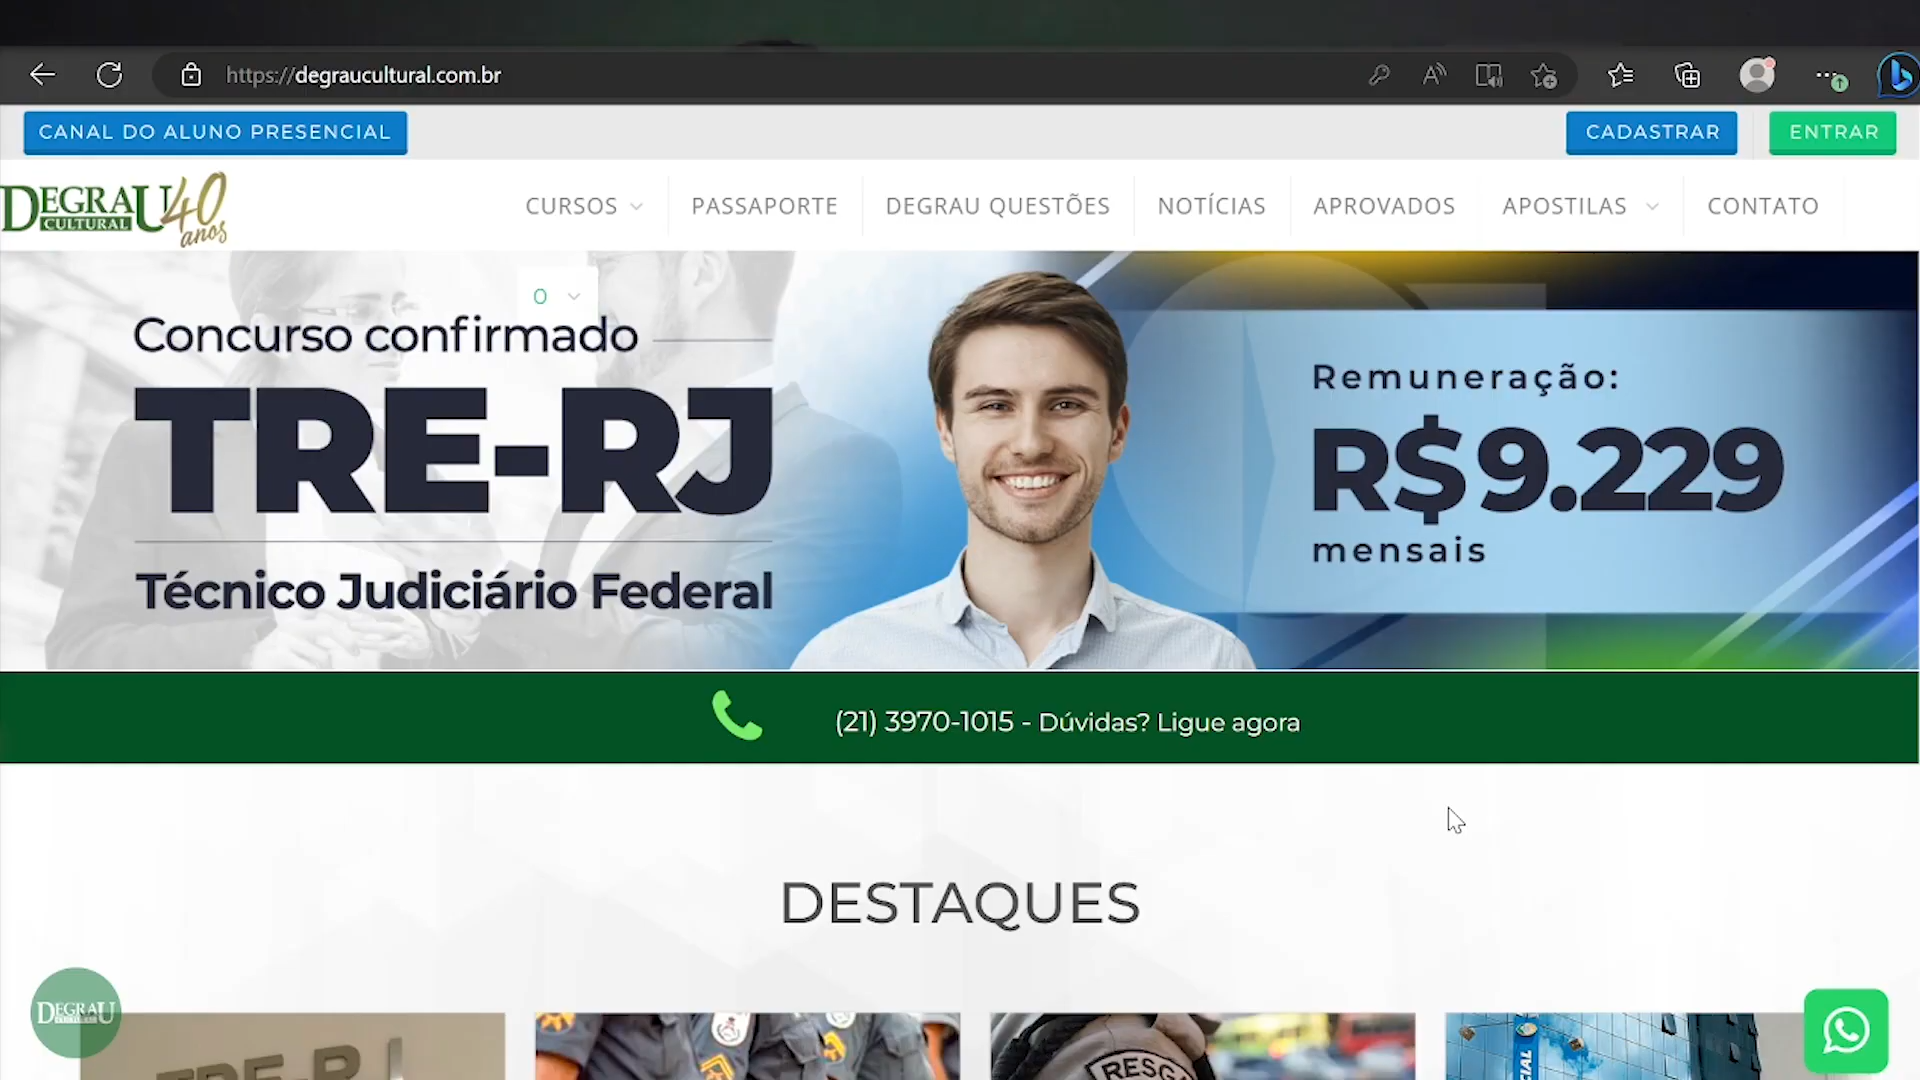 https://degraucultural.com.br
CANAL DO ALUNO PRESENCIAL
CADASTRAR
ENTRAR
DEGRAU 40
CULTURAL
anos
CURSOS
PASSAPORTE
DEGRAU QUESTÕES
NOTÍCIAS
APROVADOS
APOSTILAS
CONTATO
0
Concurso confirmado
TRE-RJ
Técnico Judiciário Federal
Remuneração:
R$9.229
mensais
(21) 3970-1015 - Dúvidas? Ligue agora
DESTAQUES
DEGRAU
TRE-RJ